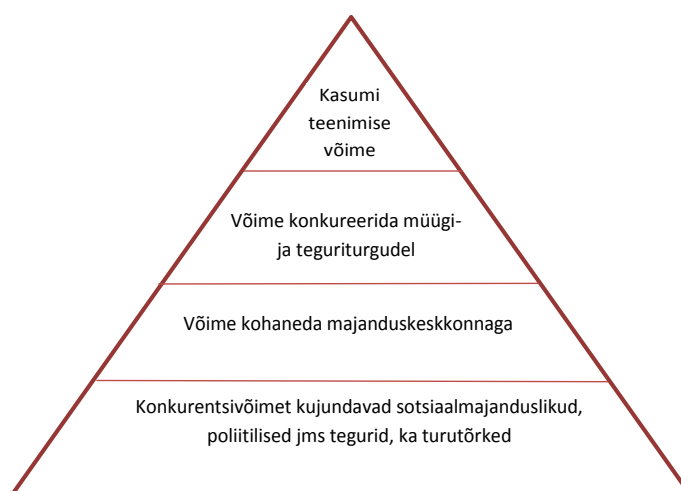 Kasumi
teenimise
võime
Võime konkureerida müügi-
ja teguriturgudel
Võime kohaneda majanduskeskkonnaga
Konkurentsivõimet kujundavad sotsiaalmajanduslikud,
poliitilised jms tegurid, ka turutõrked